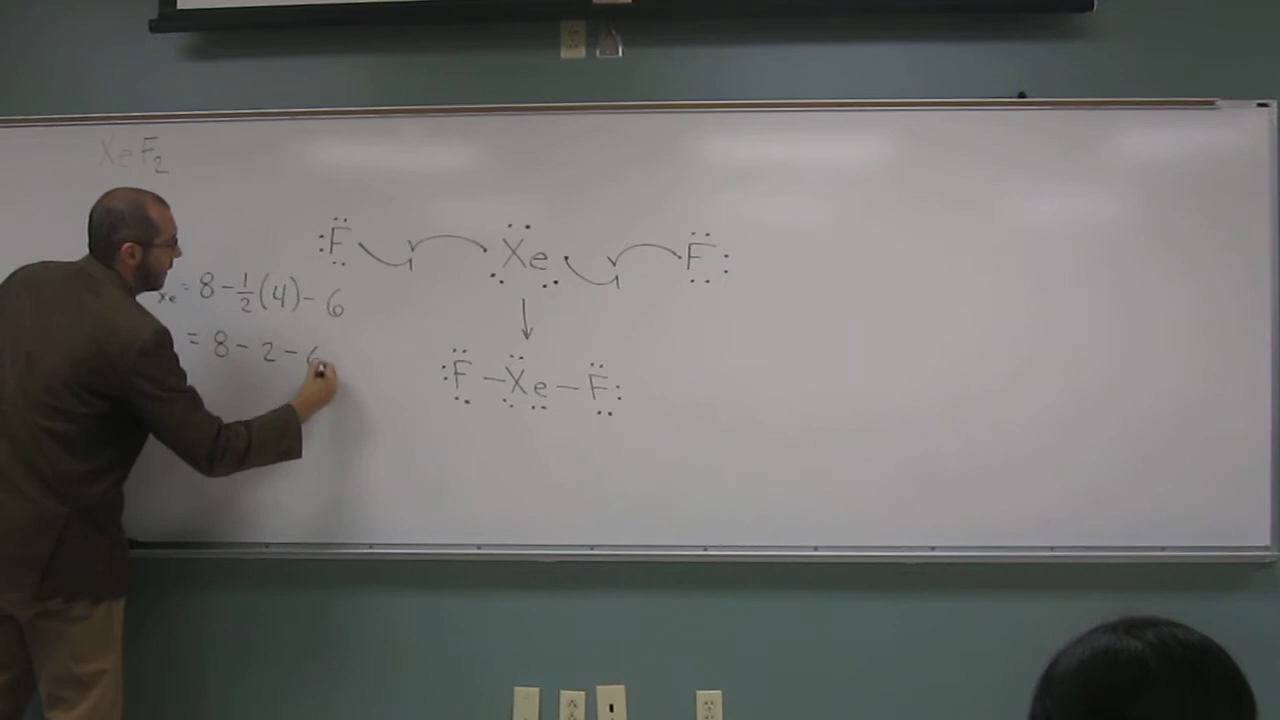 XeF₂
:F Xe F:
Xe = 8 - 1/2 (4) - 6
= 8 - 2 - 6
:F - Xe - F: